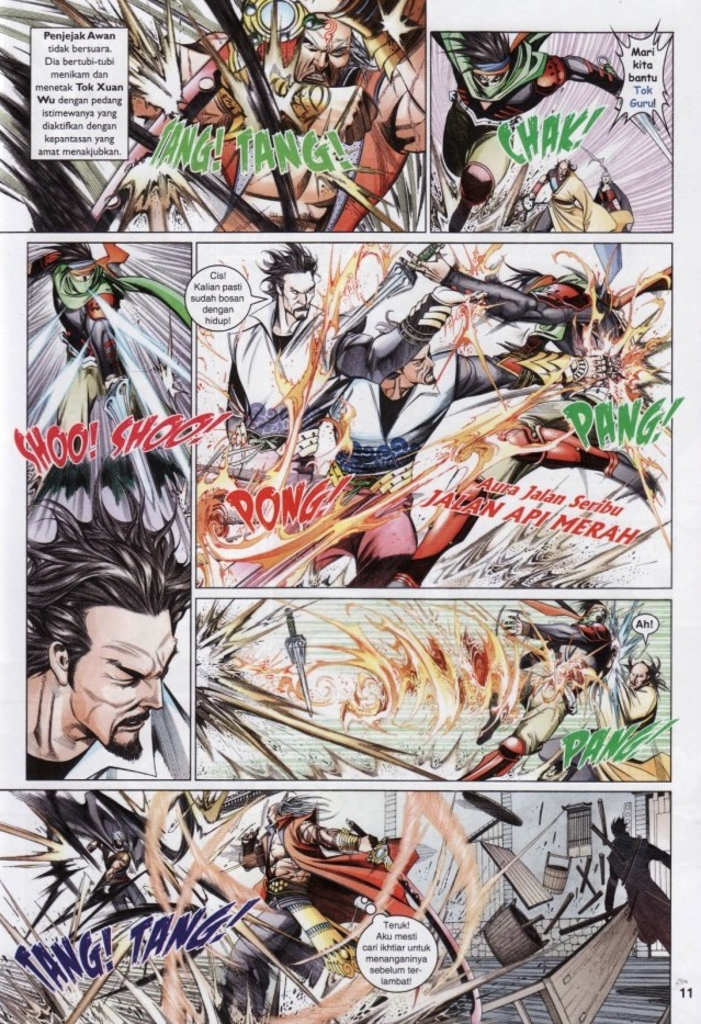 Penjejak Awan
tidak bersuara.
Dia bertubi-tubi
menikam dan
menetak Tok Xuan
Wu dengan pedang
istimewanya yang
diaktifkan dengan
kepantasan yang
amat menakjubkan.
TANG! TANG!
Mari
kita
bantu
Tok
Guru!
CHAK!
SHOO! SHOO!
Cis!
Kalian pasti
sudah bosan
dengan
hidup!
PANG!
PONG!
Aura Jalan Seribu
JALAN API MERAH
Ah!
PANG!
TANG! TANG!
Teruk!
Aku mesti
cari ikhtiar untuk
menanganinya
sebelum ter-
lambat!
11